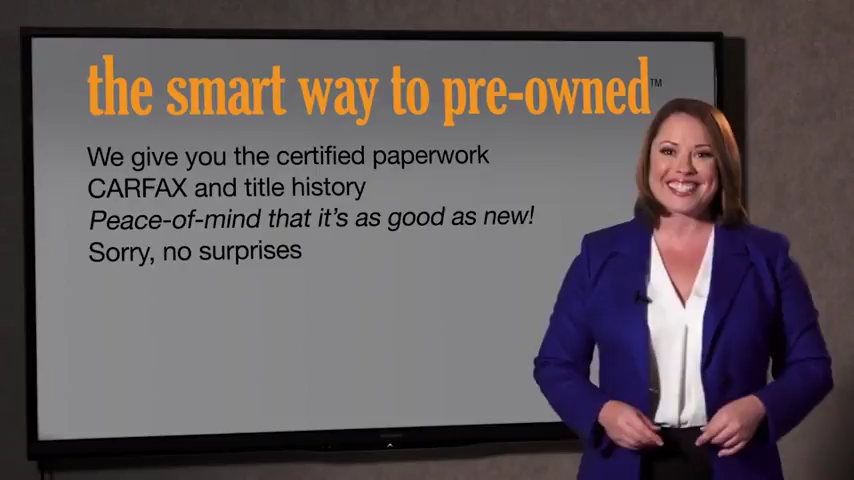 the smart way to pre-owned™
We give you the certified paperwork
CARFAX and title history
Peace-of-mind that it's as good as new!
Sorry, no surprises